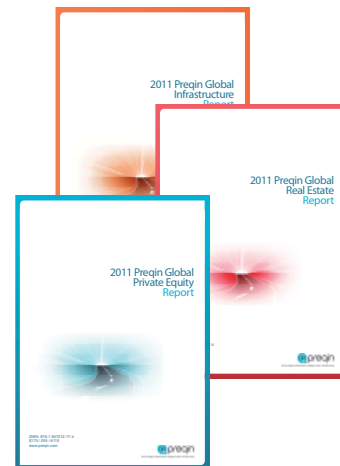 2011 Preqin Global
Infrastructure
Report
2011 Preqin Global
Real Estate
Report
2011 Preqin Global
Private Equity
Report
preqin
www.preqin.com
preqin